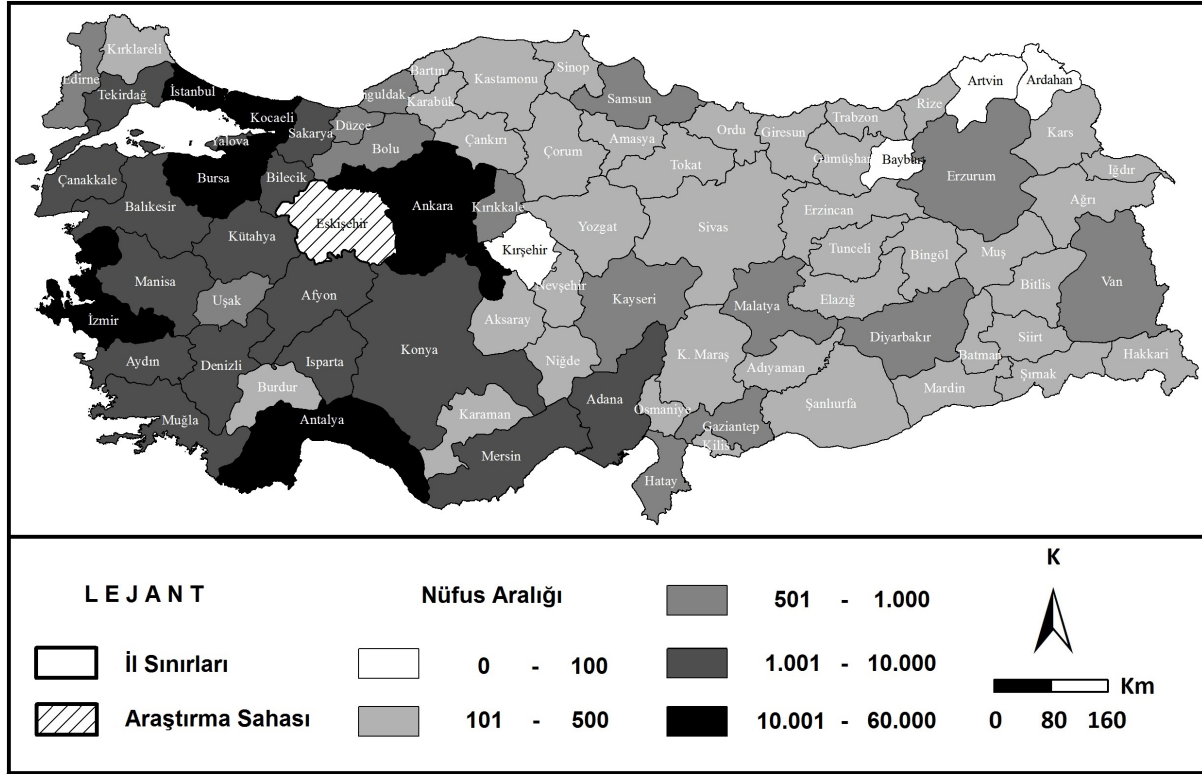 Kırklareli
Edirne
Tekirdağ
İstanbul
Kocaeli
Yalova
Sakarya
Düzce
Bolu
nguldak
Bartın
Karabük
Kastamonu
Sinop
Samsun
Çankırı
Çorum
Amasya
Tokat
Ordu
Giresun
Trabzon
Rize
Artvin
Ardahan
Kars
Iğdır
Ağrı
Gümüşhan
Bayburt
Erzurum
Çanakkale
Balıkesir
Bursa
Bilecik
Kütahya
Eskişehir
Ankara
Kırıkkale
Kırşehir
Yozgat
Sivas
Erzincan
Tunceli
Bingöl
Muş
Bitlis
Van
Manisa
İzmir
Uşak
Afyon
Konya
Aksaray
Nevşehir
Kayseri
Malatya
Elazığ
Diyarbakır
Batman
Siirt
Şırnak
Hakkari
Mardin
Aydın
Denizli
Isparta
Burdur
Muğla
Antalya
Karaman
Mersin
Niğde
Adana
Osmaniye
K. Maraş
Adıyaman
Şanlıurfa
Gaziantep
Kilis
Hatay
LEJANT
İl Sınırları
Araştırma Sahası
Nüfus Aralığı
0 - 100
101 - 500
501 - 1.000
1.001 - 10.000
10.001 - 60.000
K
Km
0 80 160